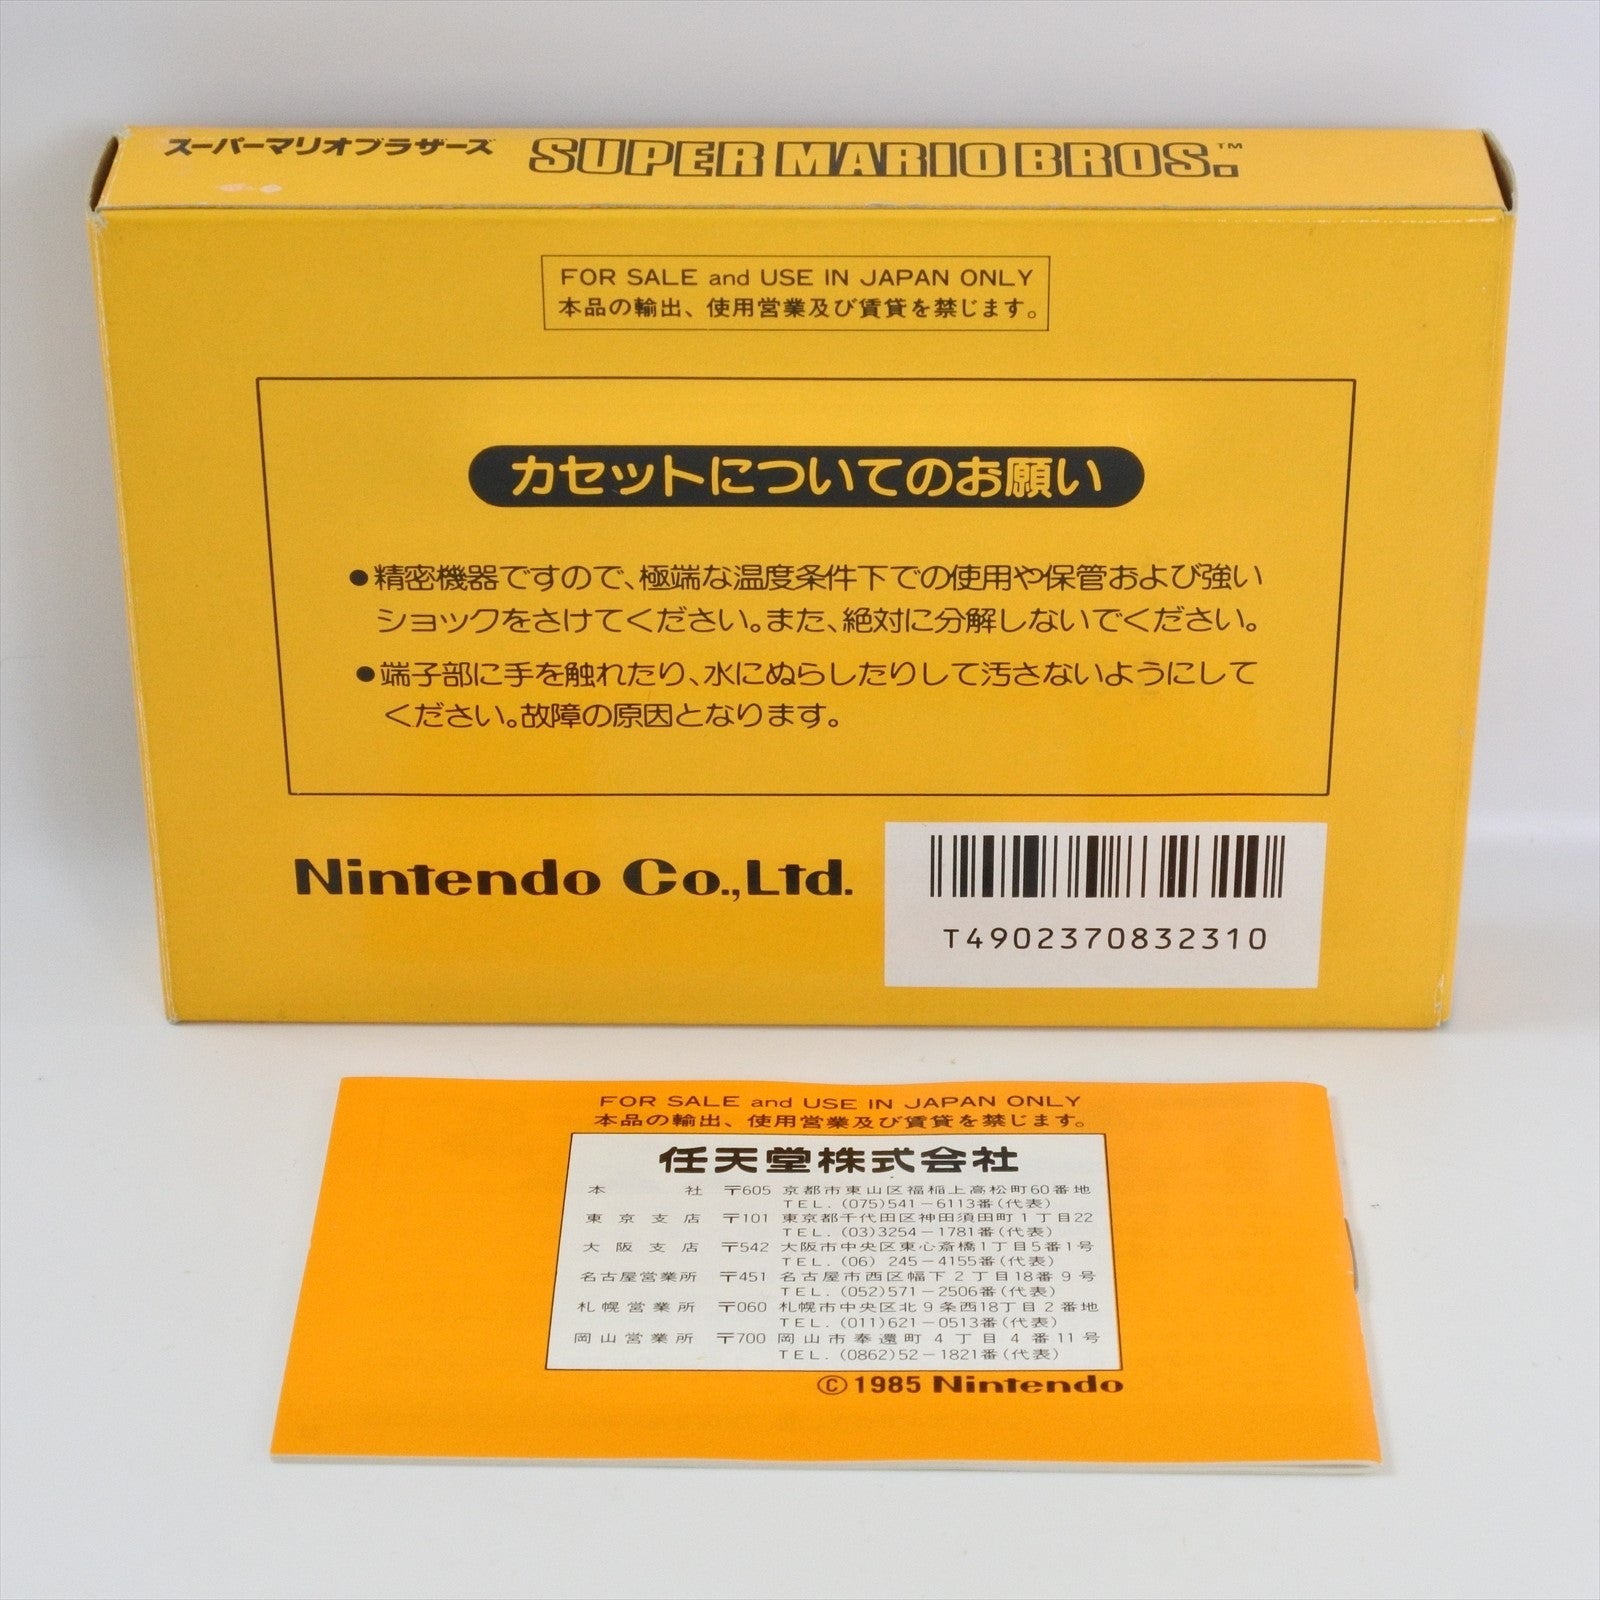 スーパーマリオブラザーズ SUPER MARIO BROS.™
FOR SALE and USE IN JAPAN ONLY
本品の輸出、使用営業及び賃貸を禁じます。
カセットについてのお願い
●精密機器ですので、極端な温度条件下での使用や保管および強い
ショックをさけてください。また、絶対に分解しないでください。
●端子部に手を触れたり、水にぬらしたりして汚さないようにして
ください。故障の原因となります。
Nintendo Co.,Ltd.
T4902370832310
FOR SALE and USE IN JAPAN ONLY
本品の輸出、使用営業及び賃貸を禁じます。
任天堂株式会社
本 社 〒605 京都市東山区福稲上高松町60番地
TEL. (075)541-6113番(代表)
東京支店 〒101 東京都千代田区神田須田町1丁目22
TEL. (03)3254-1781番(代表)
大阪支店 〒542 大阪市中央区東心斎橋1丁目5番1号
TEL. (06) 245-4155番(代表)
名古屋営業所 〒451 名古屋市西区幅下2丁目18番9号
TEL. (052)571-2506番(代表)
札幌営業所 〒060 札幌市中央区北9条西18丁目2番地
TEL. (011)621-0513番(代表)
岡山営業所 〒700 岡山市奉還町4丁目4番11号
TEL. (0862)52-1821番(代表)
©1985 Nintendo